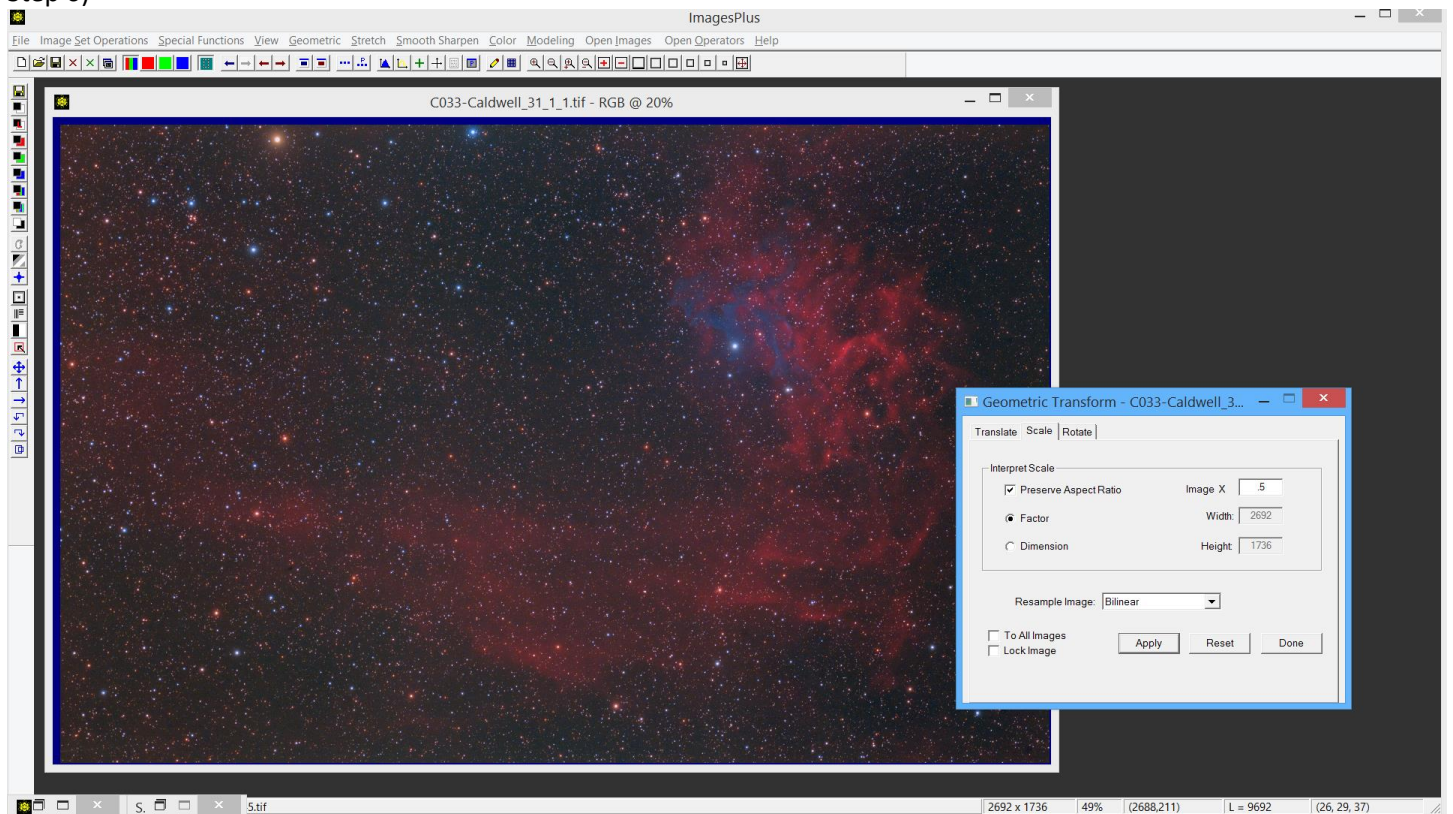 ImagesPlus
File Image Set Operations Special Functions View Geometric Stretch Smooth Sharpen Color Modeling Open Images Open Operators Help
C033-Caldwell_31_1_1.tif - RGB @ 20%
Geometric Transform - C033-Caldwell_3...
Translate Scale Rotate
Interpret Scale
Preserve Aspect Ratio Image X .5
Factor Width: 2692
Dimension Height: 1736
Resample Image: Bilinear
To All Images
Lock Image
Apply Reset Done
S. 5.tif 2692 x 1736 49% (2688,211) L = 9692 (26, 29, 37)